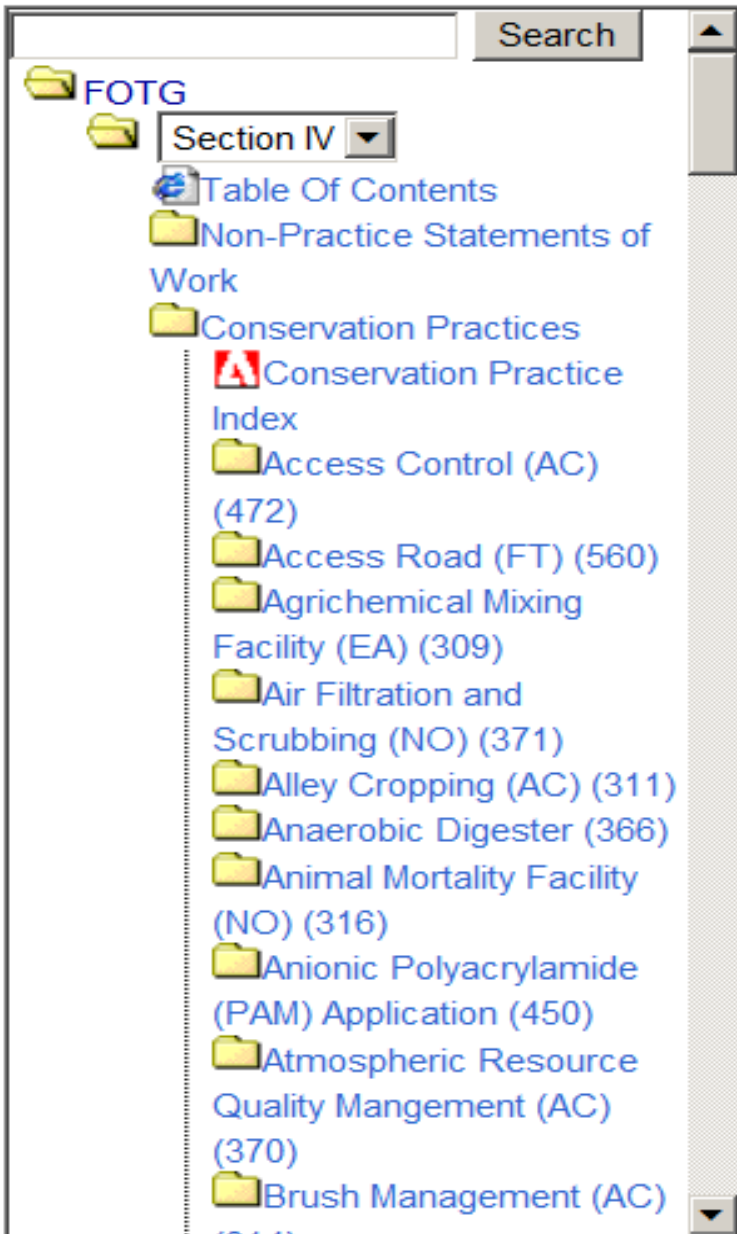 Search
FOTG
Section IV
Table Of Contents
Non-Practice Statements of
Work
Conservation Practices
Conservation Practice
Index
Access Control (AC)
(472)
Access Road (FT) (560)
Agrichemical Mixing
Facility (EA) (309)
Air Filtration and
Scrubbing (NO) (371)
Alley Cropping (AC) (311)
Anaerobic Digester (366)
Animal Mortality Facility
(NO) (316)
Anionic Polyacrylamide
(PAM) Application (450)
Atmospheric Resource
Quality Mangement (AC)
(370)
Brush Management (AC)